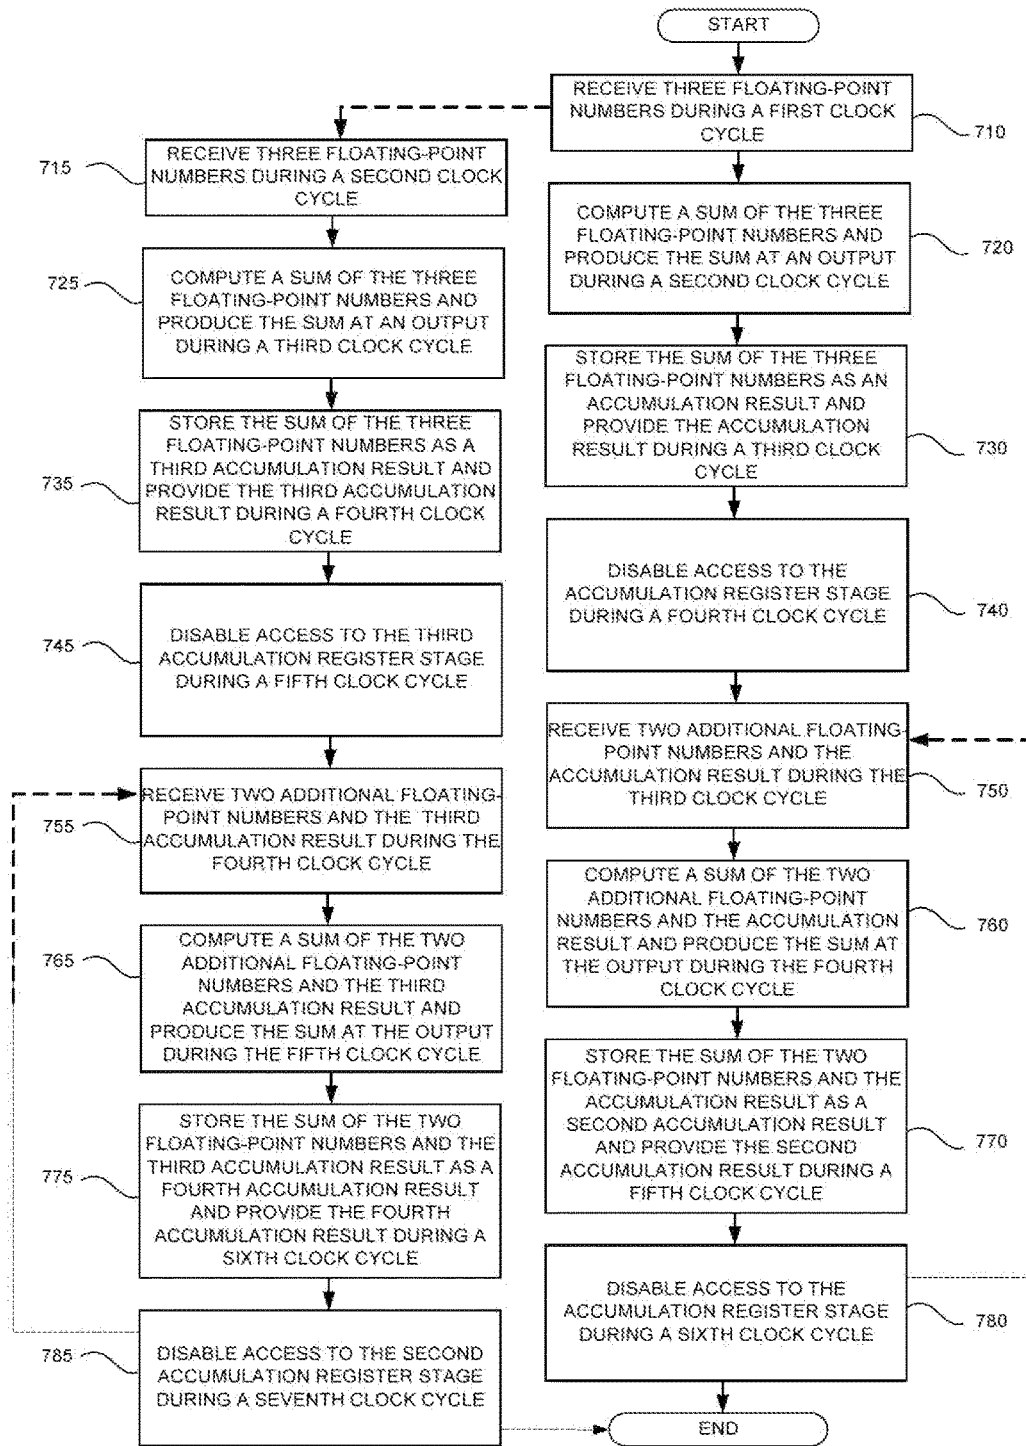 START
RECEIVE THREE FLOATING-POINT
NUMBERS DURING A FIRST CLOCK
CYCLE
710
715
RECEIVE THREE FLOATING-POINT
NUMBERS DURING A SECOND CLOCK
CYCLE
COMPUTE A SUM OF THE THREE
FLOATING-POINT NUMBERS AND
PRODUCE THE SUM AT AN OUTPUT
DURING A SECOND CLOCK CYCLE
720
725
COMPUTE A SUM OF THE THREE
FLOATING-POINT NUMBERS AND
PRODUCE THE SUM AT AN OUTPUT
DURING A THIRD CLOCK CYCLE
STORE THE SUM OF THE THREE
FLOATING-POINT NUMBERS AS AN
ACCUMULATION RESULT AND
PROVIDE THE ACCUMULATION
RESULT DURING A THIRD CLOCK
CYCLE
730
735
STORE THE SUM OF THE THREE
FLOATING-POINT NUMBERS AS A
THIRD ACCUMULATION RESULT AND
PROVIDE THE THIRD ACCUMULATION
RESULT DURING A FOURTH CLOCK
CYCLE
DISABLE ACCESS TO THE
ACCUMULATION REGISTER STAGE
DURING A FOURTH CLOCK CYCLE
740
745
DISABLE ACCESS TO THE THIRD
ACCUMULATION REGISTER STAGE
DURING A FIFTH CLOCK CYCLE
RECEIVE TWO ADDITIONAL FLOATING-
POINT NUMBERS AND THE
ACCUMULATION RESULT DURING THE
THIRD CLOCK CYCLE
750
755
RECEIVE TWO ADDITIONAL FLOATING-
POINT NUMBERS AND THE THIRD
ACCUMULATION RESULT DURING THE
FOURTH CLOCK CYCLE
COMPUTE A SUM OF THE TWO
ADDITIONAL FLOATING-POINT
NUMBERS AND THE ACCUMULATION
RESULT AND PRODUCE THE SUM AT
THE OUTPUT DURING THE FOURTH
CLOCK CYCLE
760
765
COMPUTE A SUM OF THE TWO
ADDITIONAL FLOATING-POINT
NUMBERS AND THE THIRD
ACCUMULATION RESULT AND
PRODUCE THE SUM AT THE OUTPUT
DURING THE FIFTH CLOCK CYCLE
STORE THE SUM OF THE TWO
FLOATING-POINT NUMBERS AND THE
ACCUMULATION RESULT AS A
SECOND ACCUMULATION RESULT
AND PROVIDE THE SECOND
ACCUMULATION RESULT DURING A
FIFTH CLOCK CYCLE
770
775
STORE THE SUM OF THE TWO
FLOATING-POINT NUMBERS AND THE
THIRD ACCUMULATION RESULT AS A
FOURTH ACCUMULATION RESULT
AND PROVIDE THE FOURTH
ACCUMULATION RESULT DURING A
SIXTH CLOCK CYCLE
DISABLE ACCESS TO THE
ACCUMULATION REGISTER STAGE
DURING A SIXTH CLOCK CYCLE
780
785
DISABLE ACCESS TO THE SECOND
ACCUMULATION REGISTER STAGE
DURING A SEVENTH CLOCK CYCLE
END